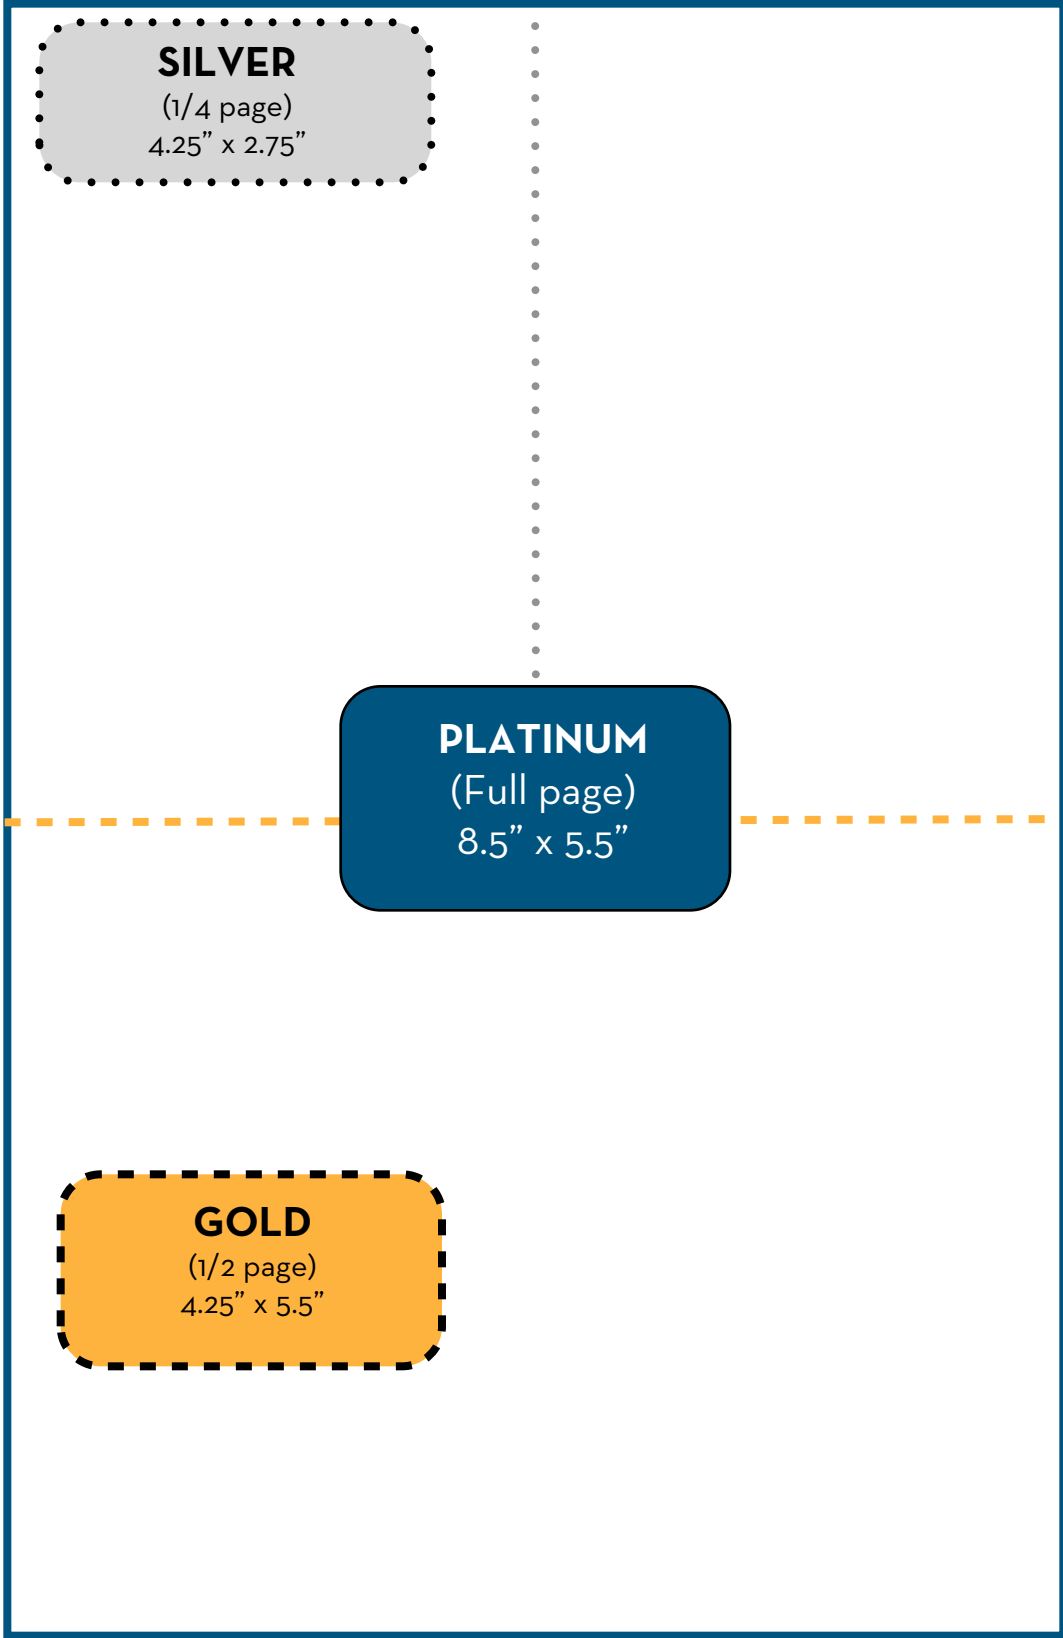 SILVER
(1/4 page)
4.25” x 2.75”
PLATINUM
(Full page)
8.5” x 5.5”
GOLD
(1/2 page)
4.25” x 5.5”